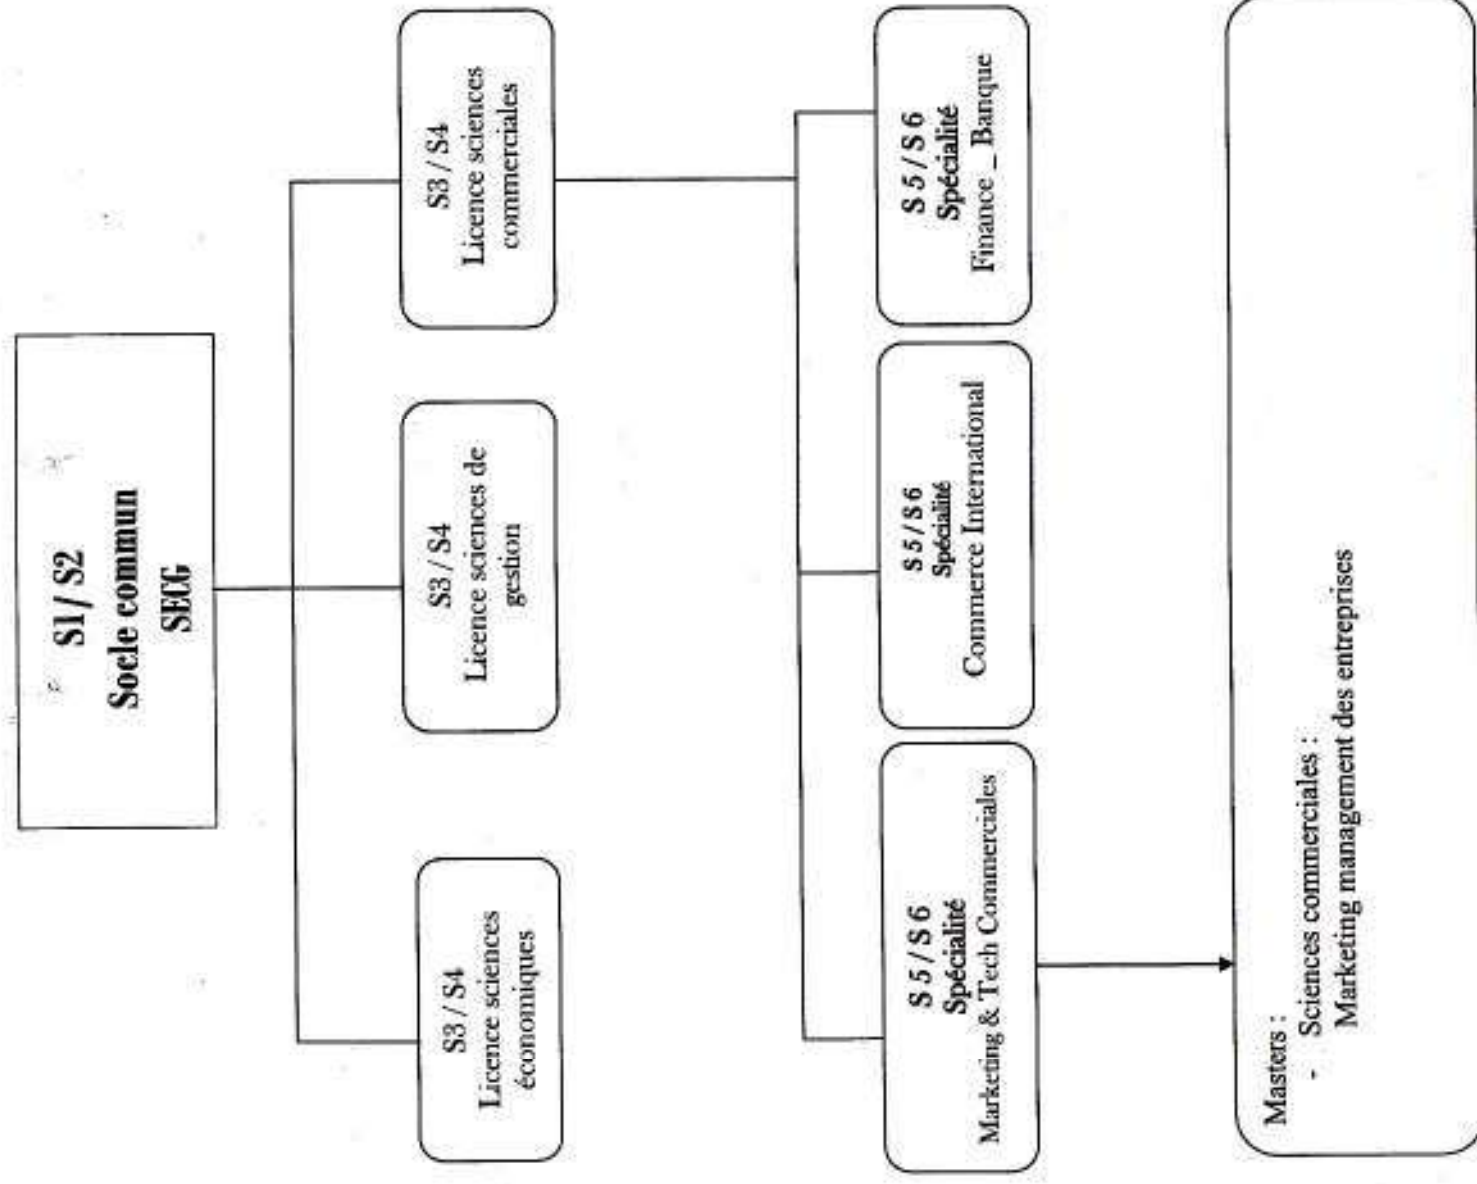 S1 / S2
Socle commun
SECG
S3 / S4
Licence sciences
économiques
S3 / S4
Licence sciences de
gestion
S3 / S4
Licence sciences
commerciales
S 5 / S 6
Spécialité
Marketing & Tech Commerciales
S 5 / S 6
Spécialité
Commerce International
S 5 / S 6
Spécialité
Finance _ Banque
Masters :
- Sciences commerciales :
Marketing management des entreprises